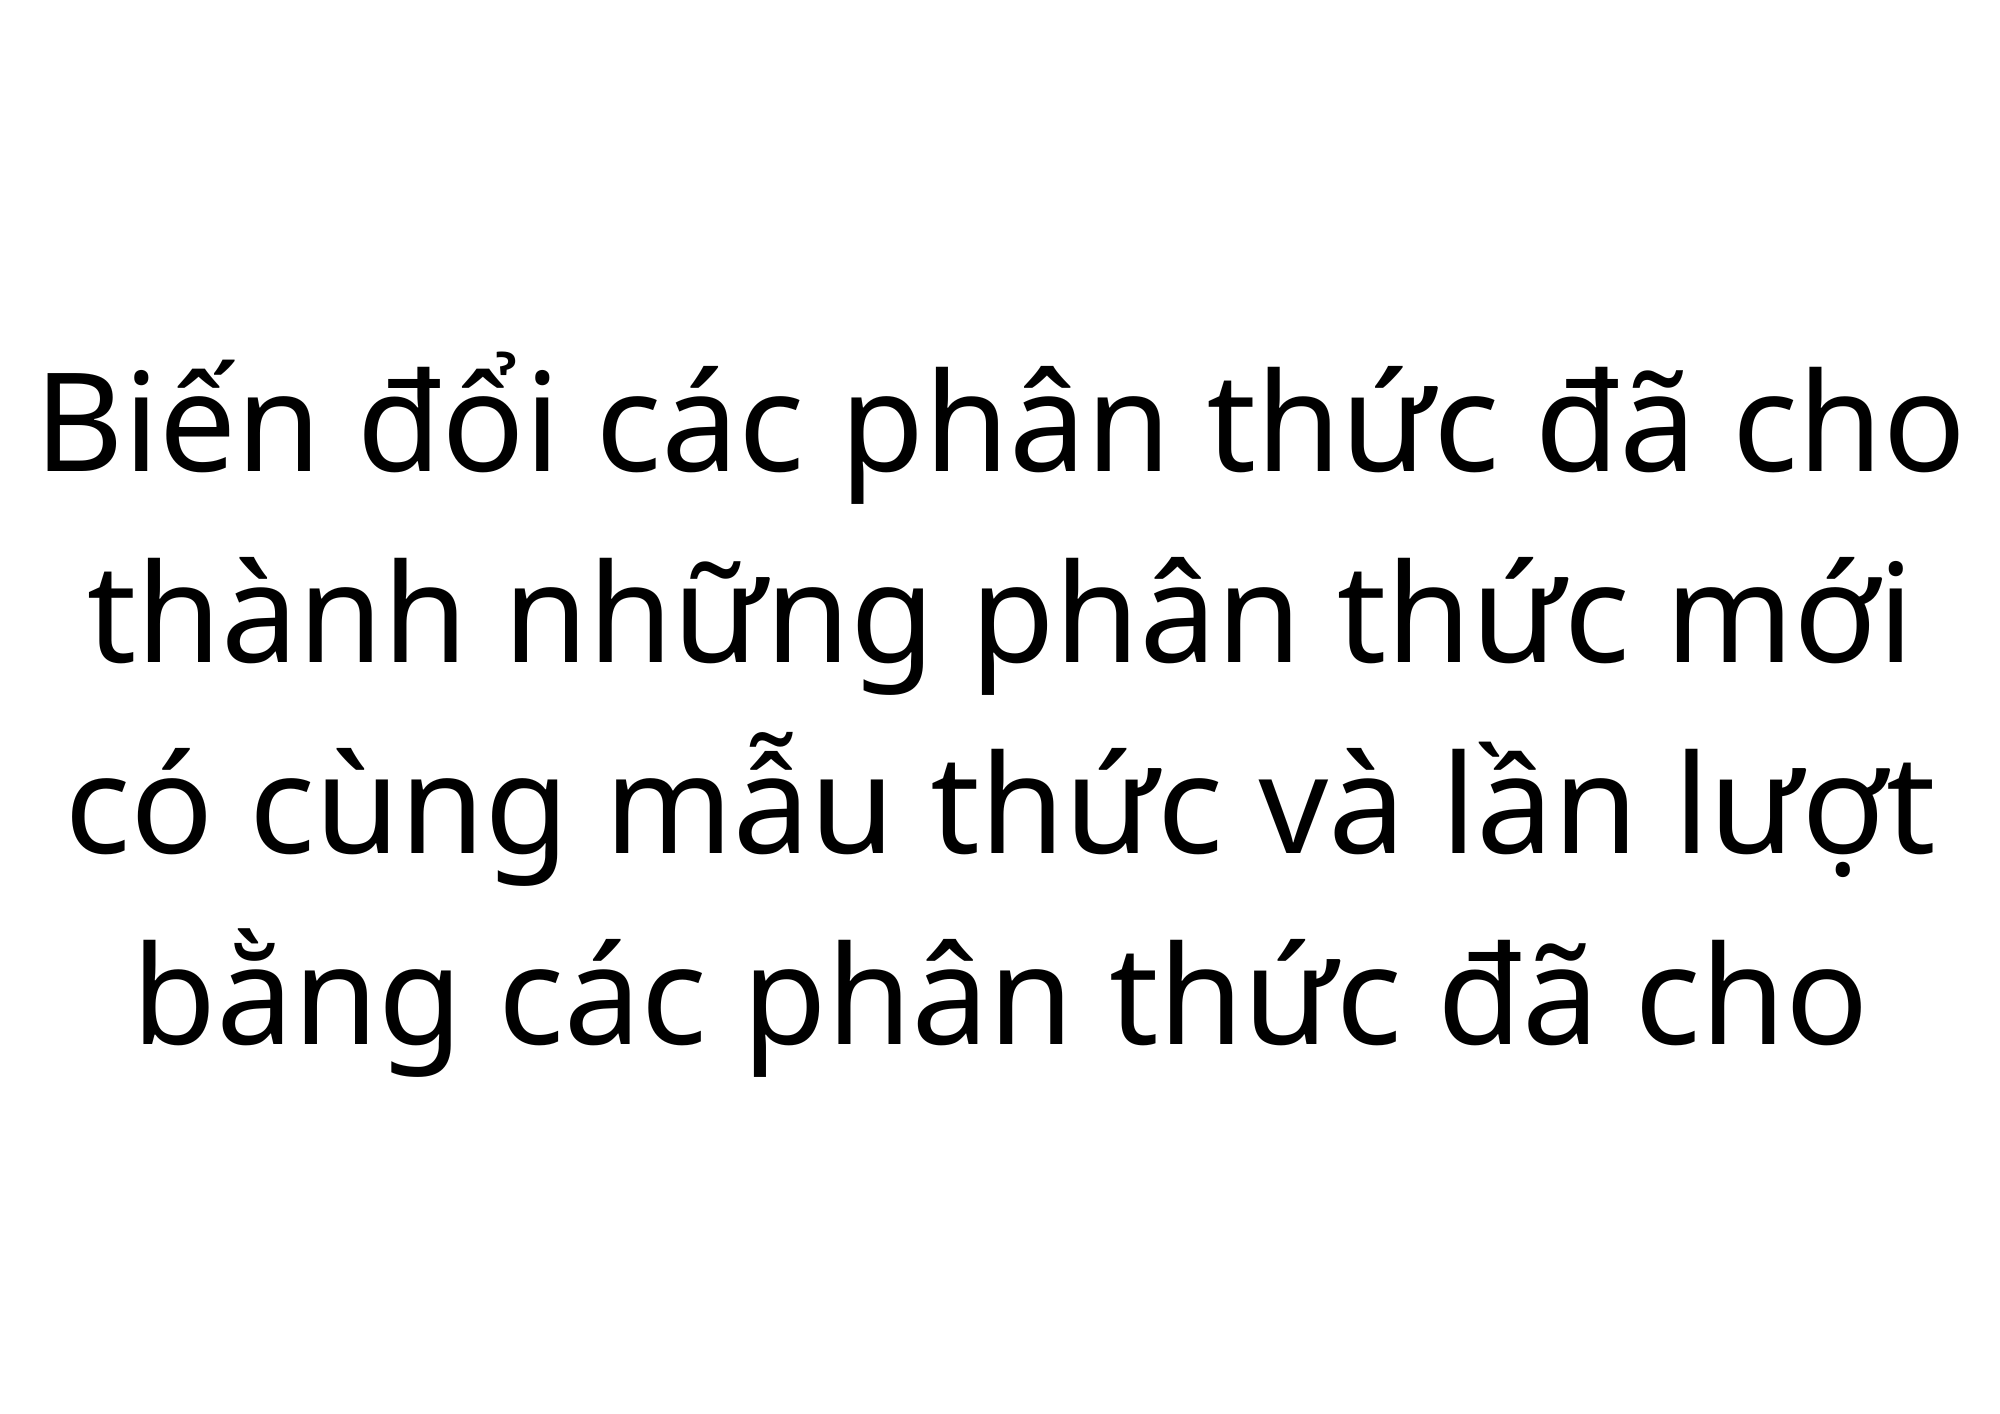 Biến đổi các phân thức đã cho
thành những phân thức mới
có cùng mẫu thức và lần lượt
bằng các phân thức đã cho